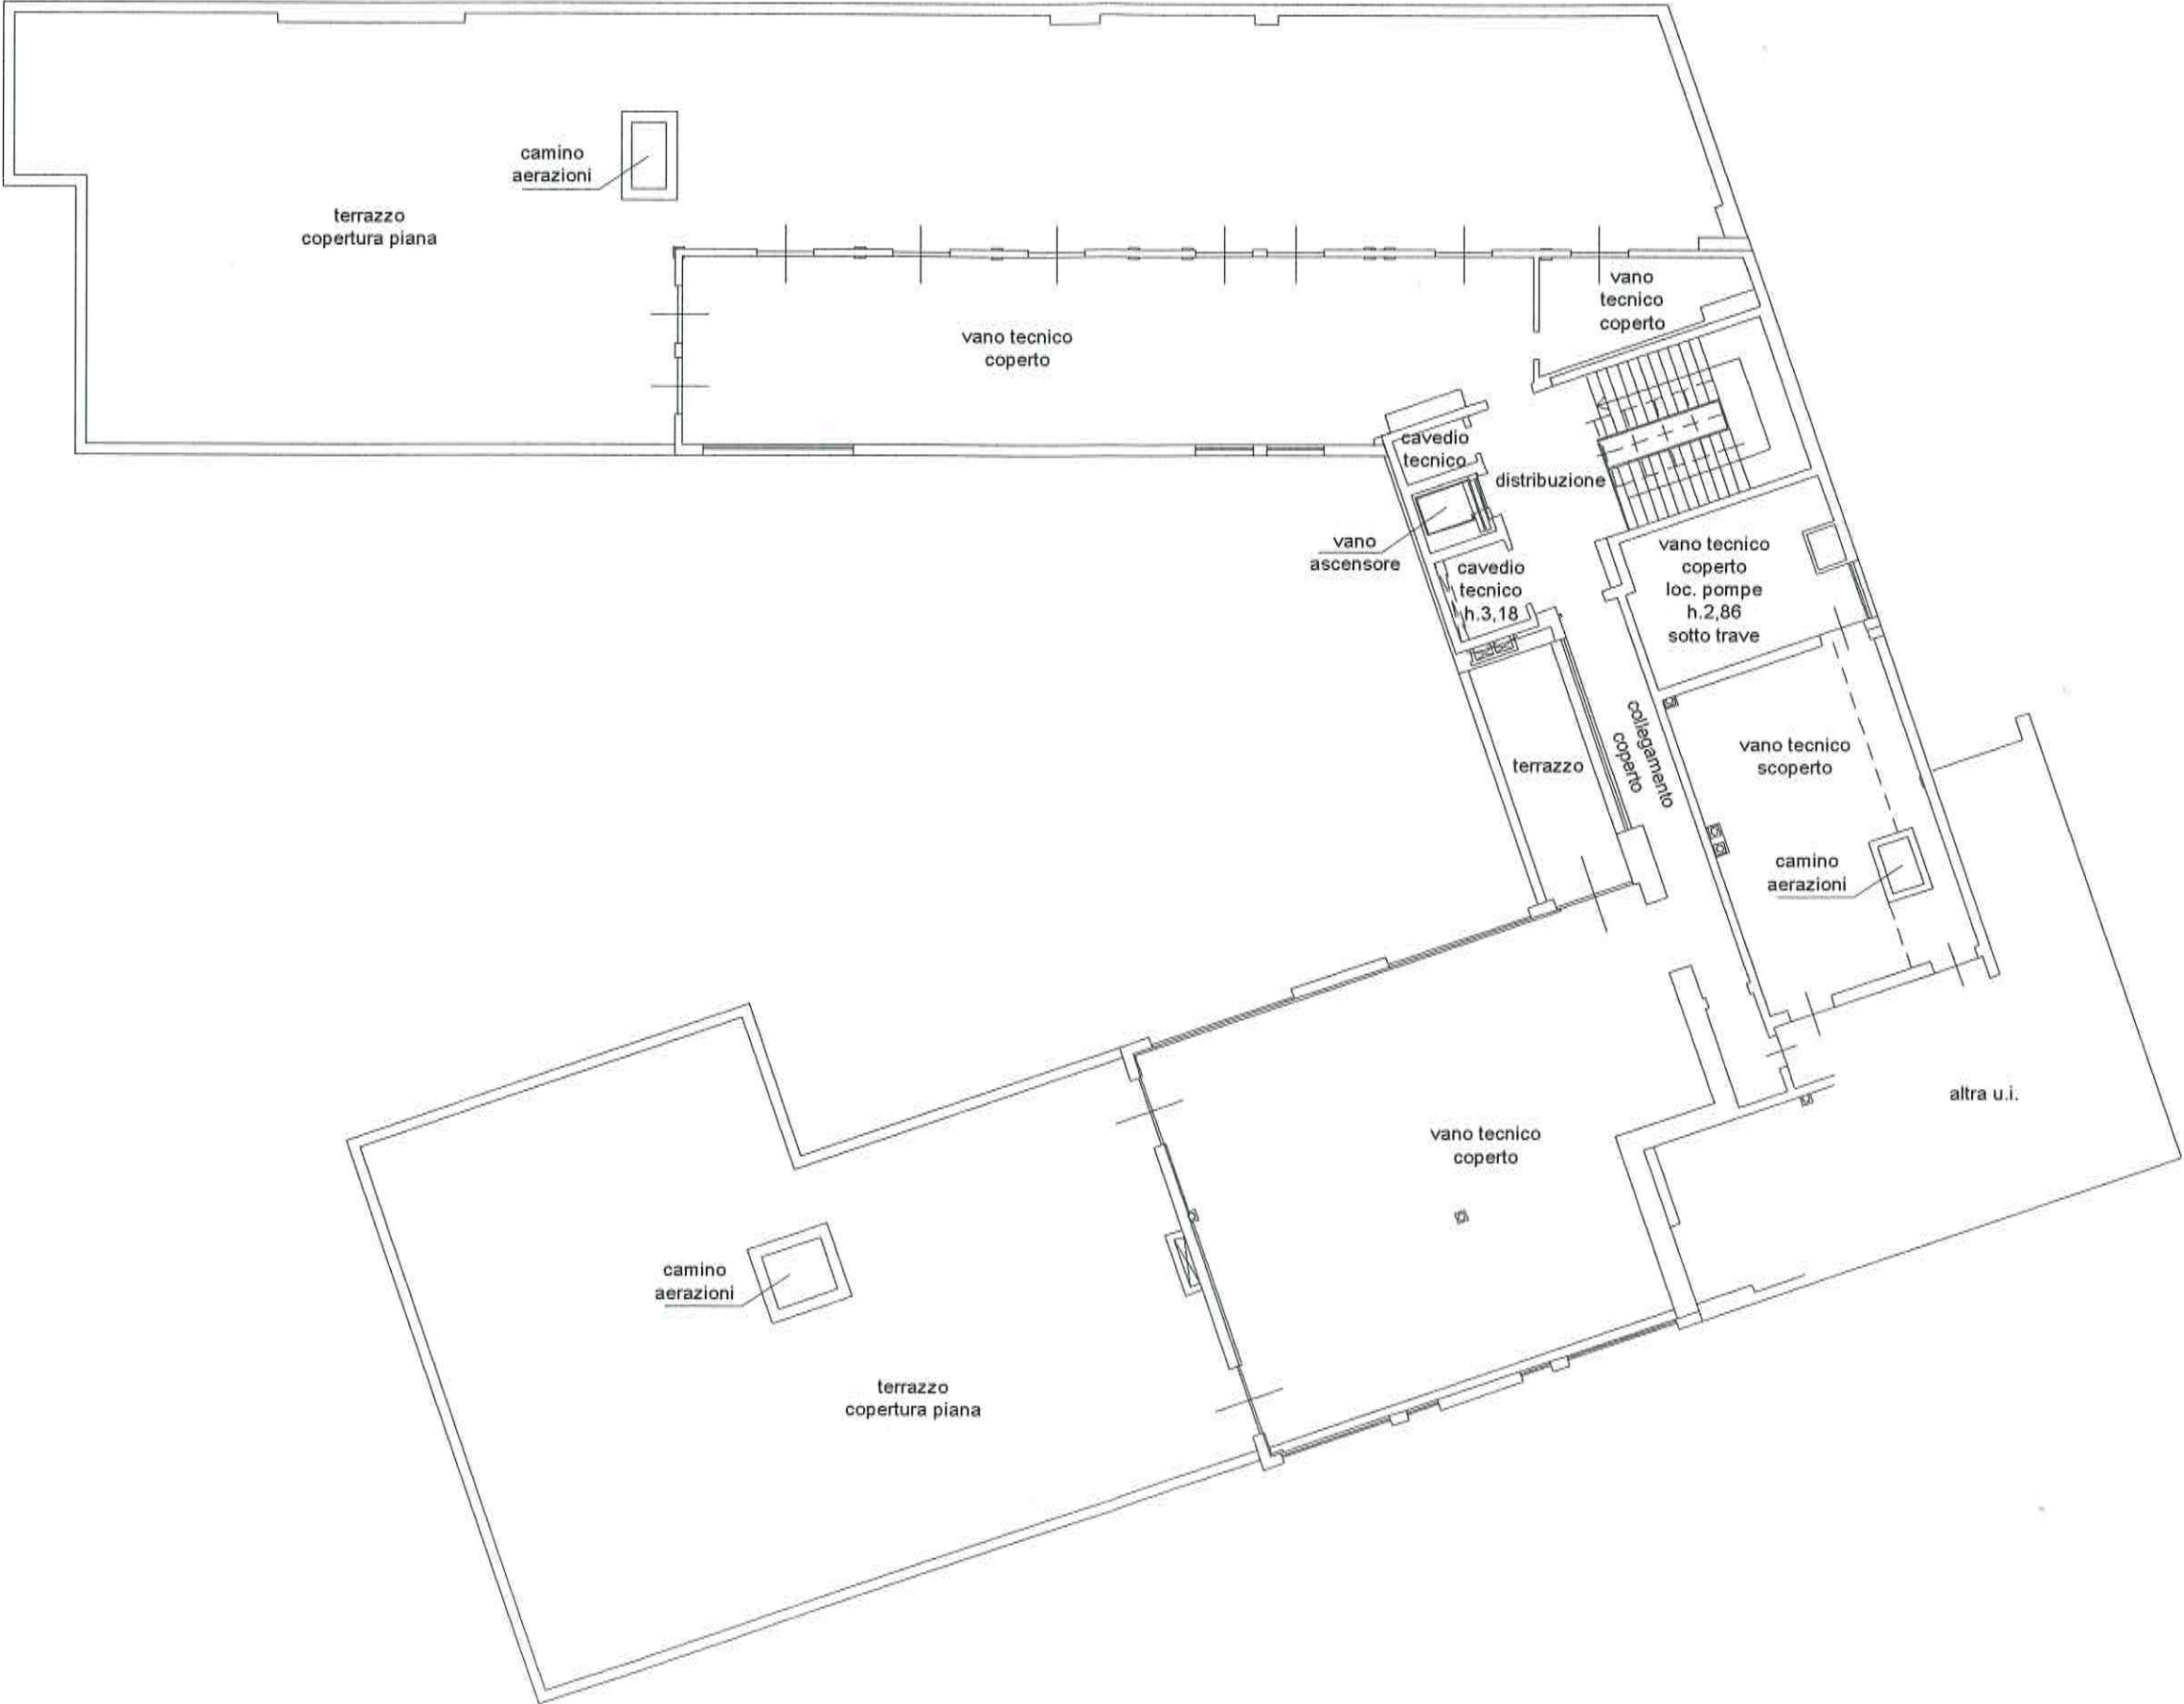 camino
aerazioni
terrazzo
copertura piana
vano
tecnico
coperto
vano tecnico
coperto
cavedio
tecnico
distribuzione
vano
ascensore
cavedio
tecnico
h.3,18
vano tecnico
coperto
loc. pompe
h.2,86
sotto trave
collegamento
coperto
terrazzo
vano tecnico
scoperto
camino
aerazioni
altra u.i.
vano tecnico
coperto
camino
aerazioni
terrazzo
copertura piana